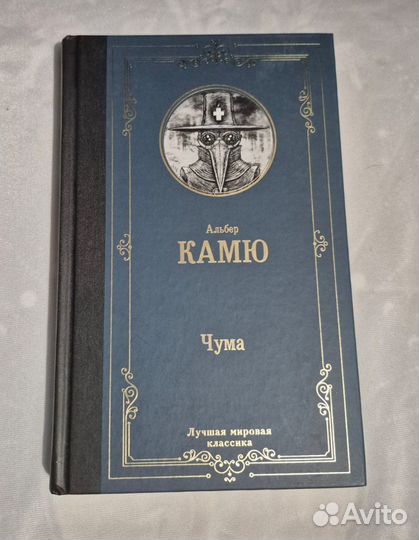 Альбер
КАМЮ
Чума
Лучшая мировая
классика
Avito